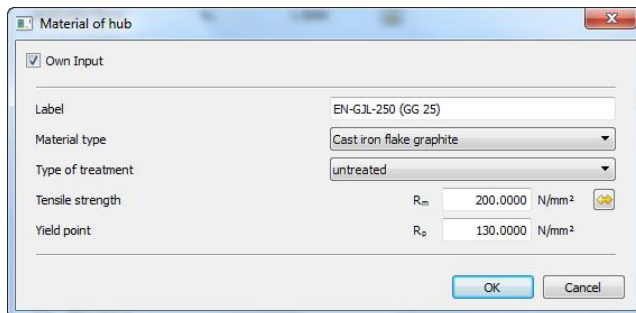 Material of hub
Own Input
Label EN-GJL-250 (GG 25)
Material type Cast iron flake graphite
Type of treatment untreated
Tensile strength Rₘ 200.0000 N/mm²
Yield point Rₚ 130.0000 N/mm²
OK Cancel